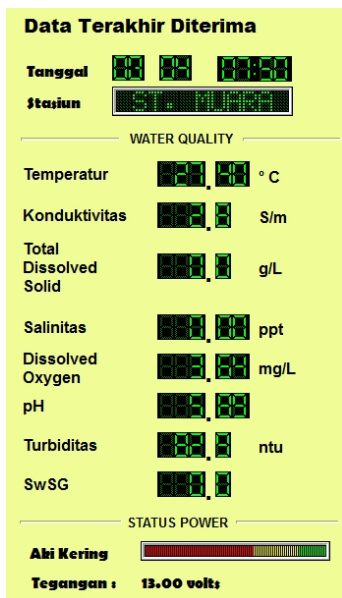 Data Terakhir Diterima
Tanggal
Stasiun ST. MUARA
WATER QUALITY
Temperatur ° C
Konduktivitas S/m
Total
Dissolved g/L
Solid
Salinitas ppt
Dissolved
Oxygen mg/L
pH
Turbiditas ntu
SwSG
STATUS POWER
Aki Kering
Tegangan : 13.00 volts